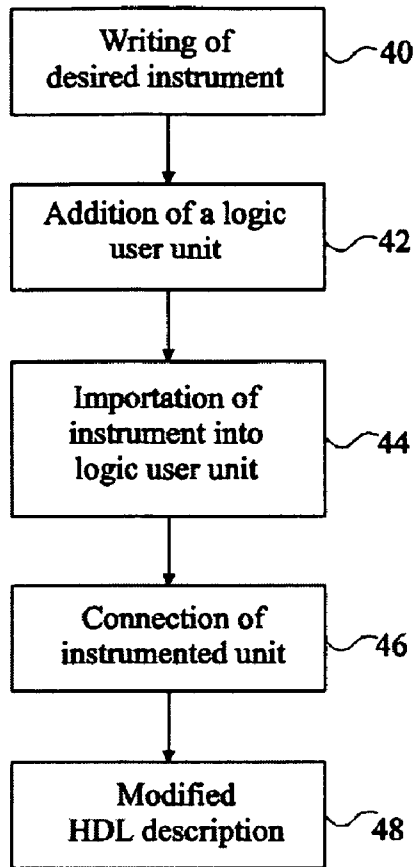 Writing of
desired instrument
40
Addition of a logic
user unit
42
Importation of
instrument into
logic user unit
44
Connection of
instrumented unit
46
Modified
HDL description
48